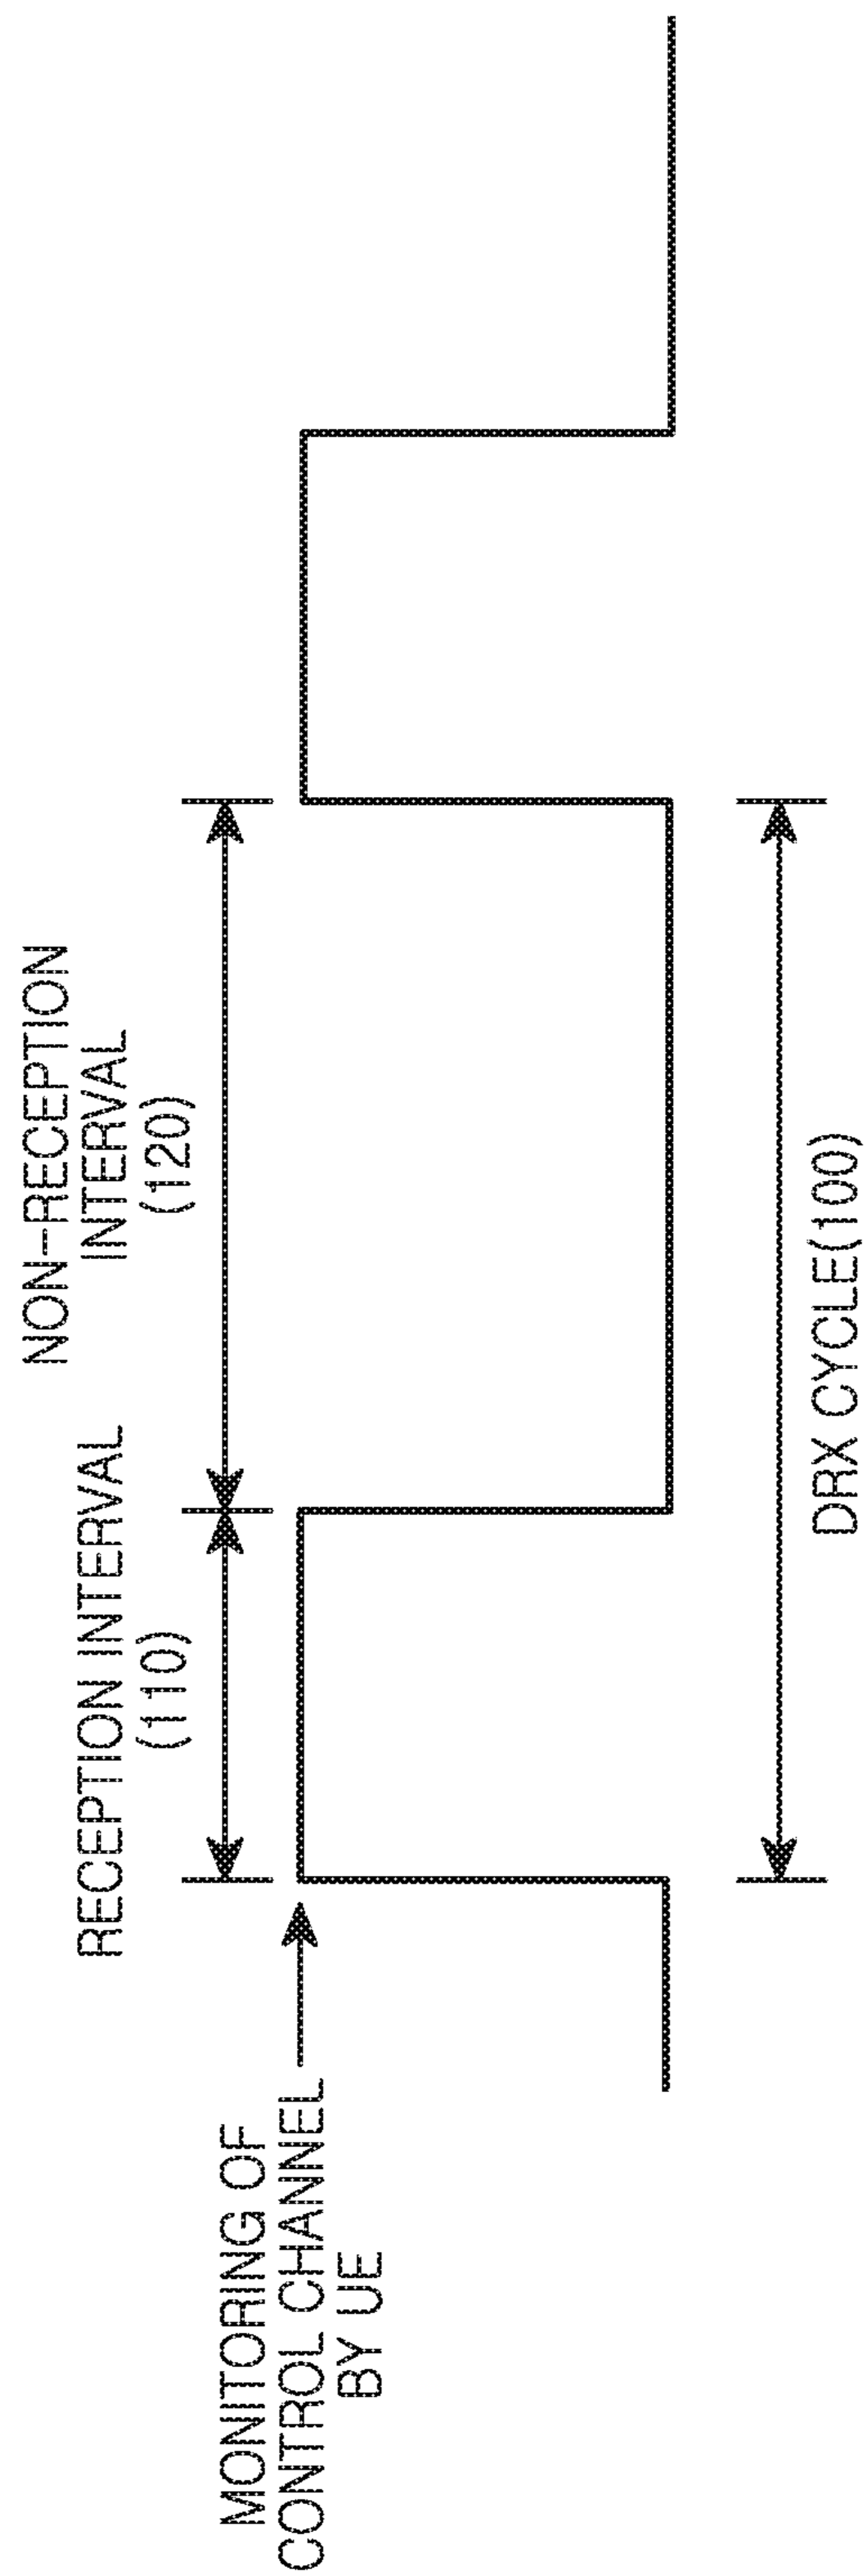 MONITORING OF
CONTROL CHANNEL
BY UE
RECEPTION INTERVAL
(110)
NON-RECEPTION
INTERVAL
(120)
DRX CYCLE(100)